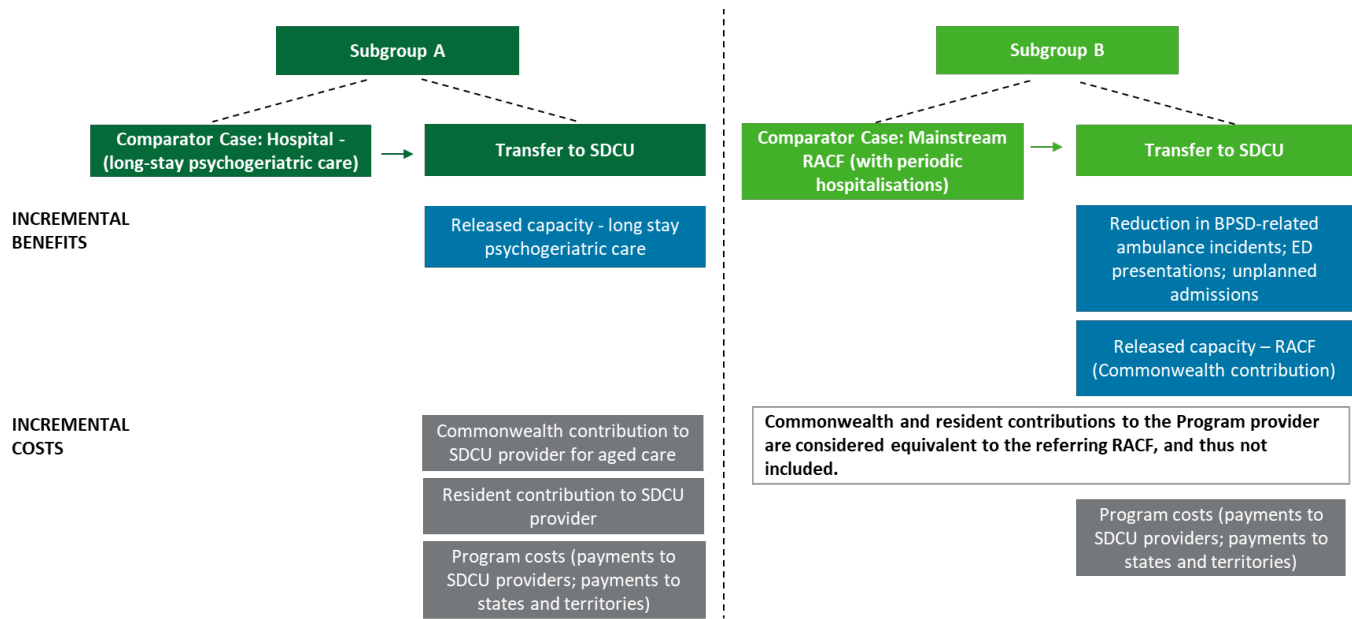 Subgroup A
Comparator Case: Hospital -
(long-stay psychogeriatric care)
Transfer to SDCU
INCREMENTAL
BENEFITS
Released capacity - long stay
psychogeriatric care
INCREMENTAL
COSTS
Commonwealth contribution to
SDCU provider for aged care
Resident contribution to SDCU
provider
Program costs (payments to
SDCU providers; payments to
states and territories)
Subgroup B
Comparator Case: Mainstream
RACF (with periodic
hospitalisations)
Transfer to SDCU
Reduction in BPSD-related
ambulance incidents; ED
presentations; unplanned
admissions
Released capacity – RACF
(Commonwealth contribution)
Commonwealth and resident contributions to the Program provider
are considered equivalent to the referring RACF, and thus not
included.
Program costs (payments to
SDCU providers; payments to
states and territories)